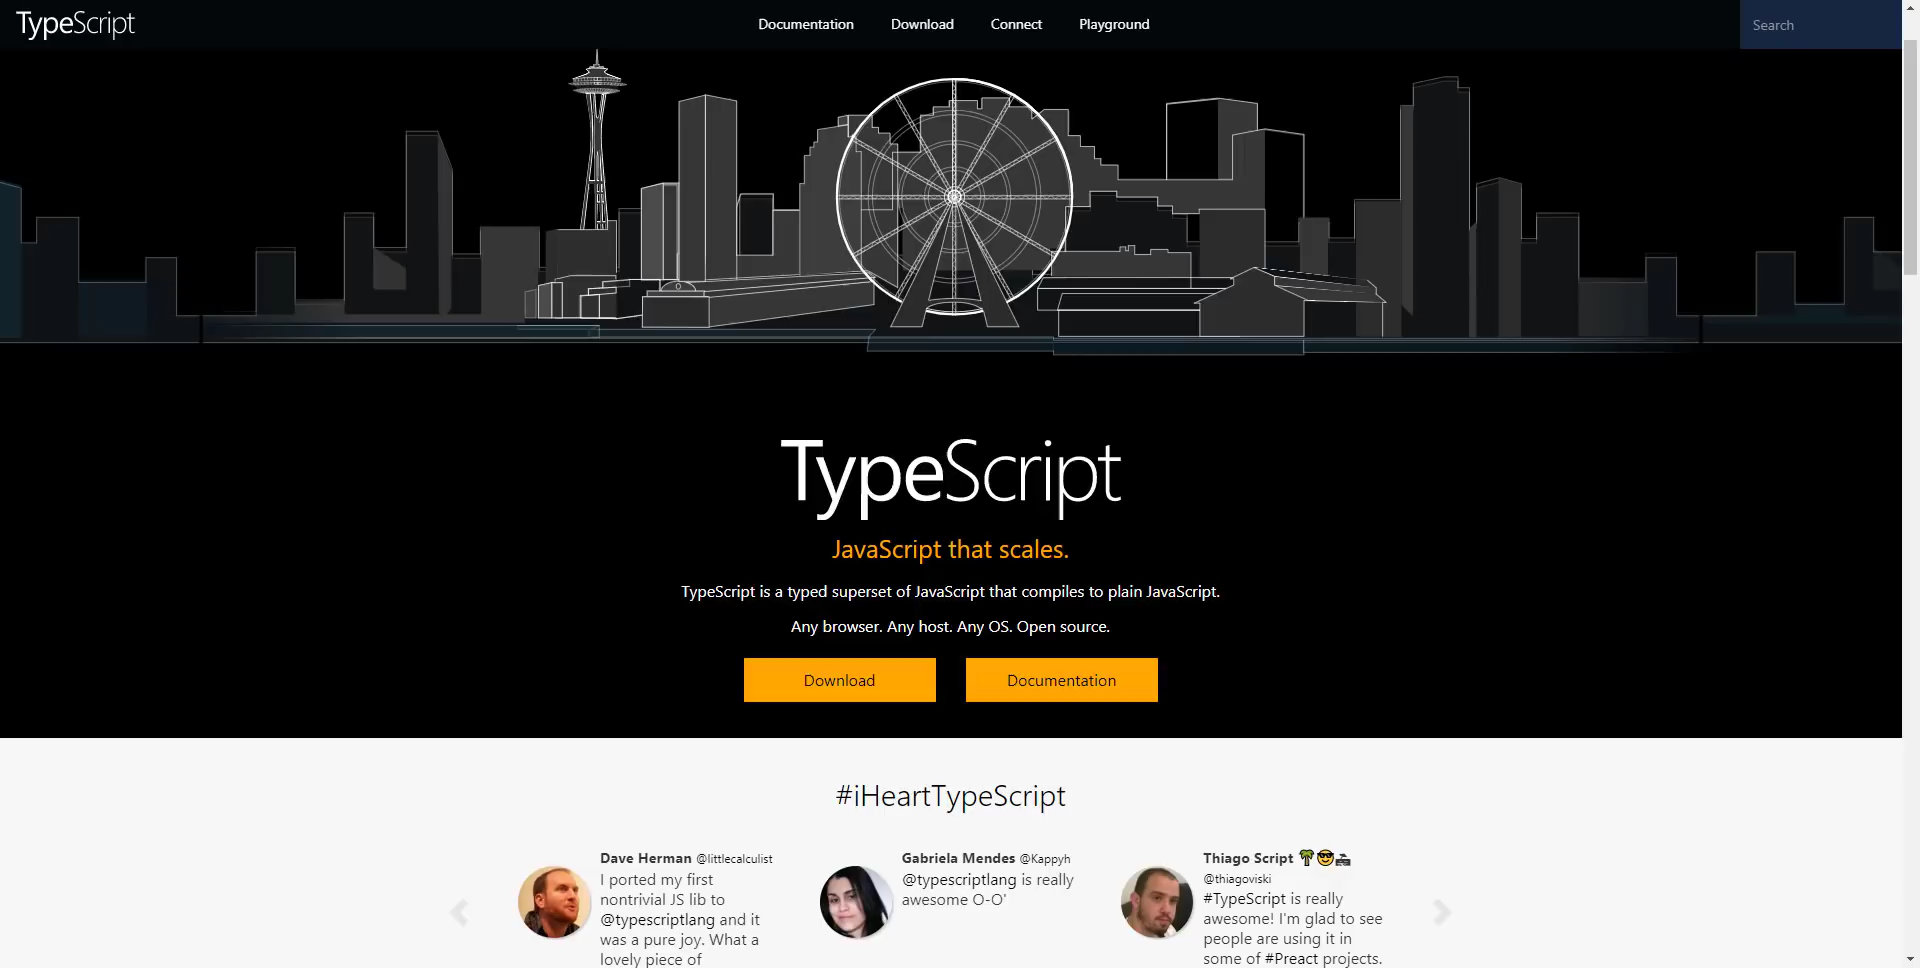 TypeScript
Documentation
Download
Connect
Playground
Search
TypeScript
JavaScript that scales.
TypeScript is a typed superset of JavaScript that compiles to plain JavaScript.
Any browser. Any host. Any OS. Open source.
Download
Documentation
#iHeartTypeScript
Dave Herman @littlecalculist
I ported my first
nontrivial JS lib to
@typescriptlang and it
was a pure joy. What a
lovely piece of
Gabriela Mendes @Kappyh
@typescriptlang is really
awesome O-O'
Thiago Script 🌴😎🏊
@thiagoviski
#TypeScript is really
awesome! I'm glad to see
people are using it in
some of #Preact projects.